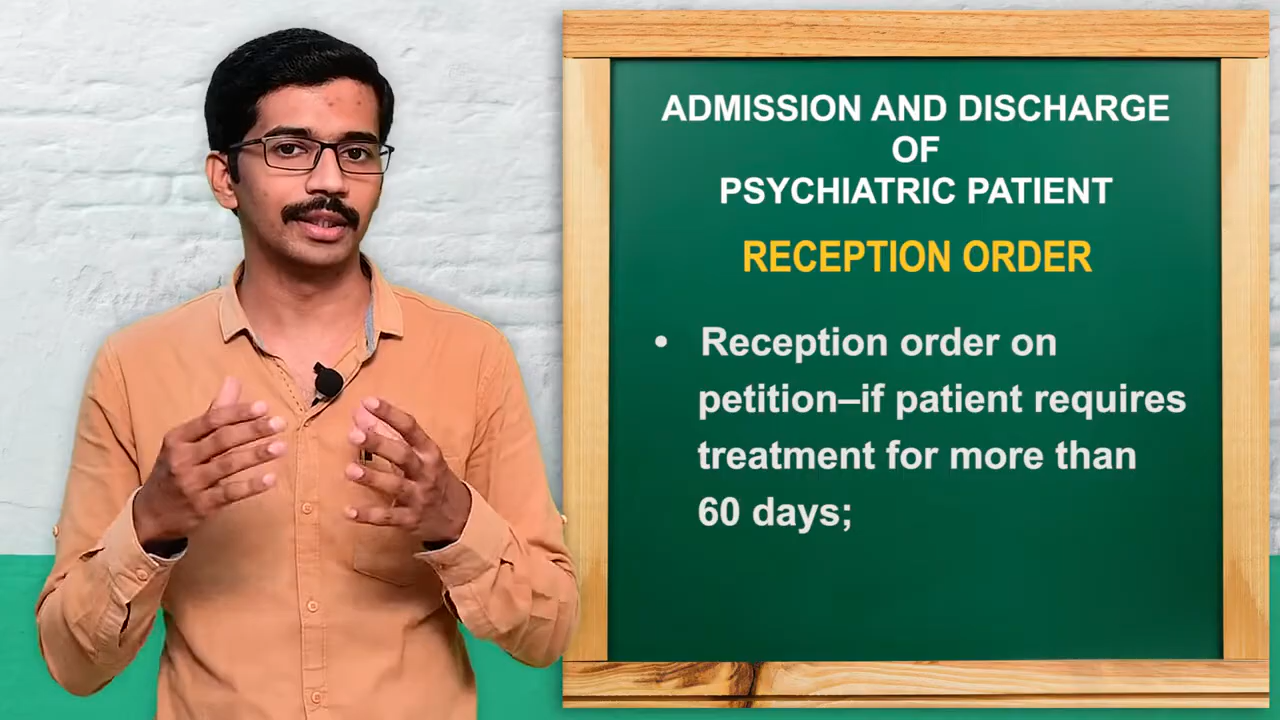 ADMISSION AND DISCHARGE
OF
PSYCHIATRIC PATIENT
RECEPTION ORDER
• Reception order on
petition–if patient requires
treatment for more than
60 days;